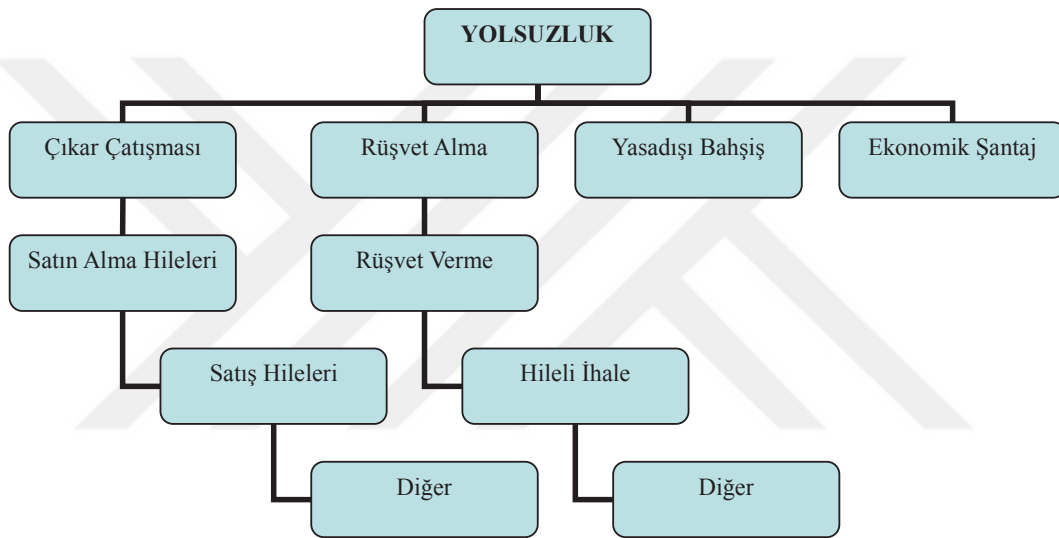 YOLSUZLUK
Çıkar Çatışması
Rüşvet Alma
Yasadışı Bahşiş
Ekonomik Şantaj
Satın Alma Hileleri
Rüşvet Verme
Satış Hileleri
Hileli İhale
Diğer
Diğer